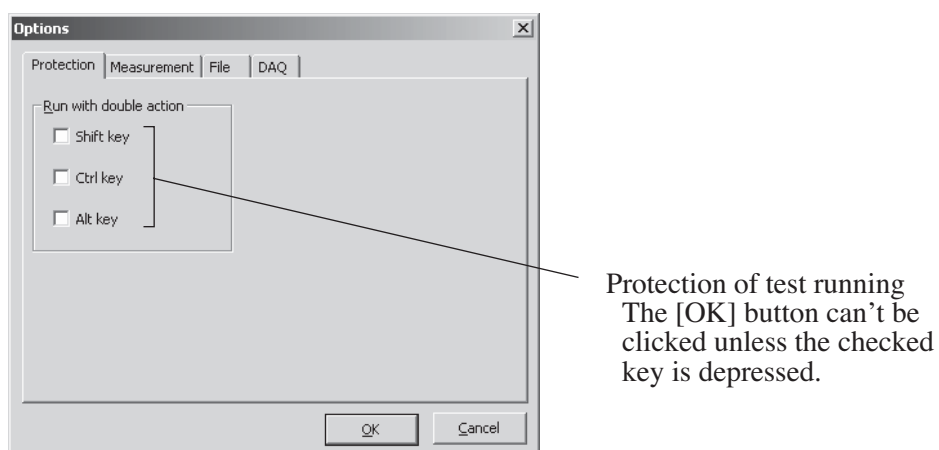 Options
Protection Measurement File DAQ
Run with double action
Shift key
Ctrl key
Alt key
Protection of test running
The [OK] button can’t be
clicked unless the checked
key is depressed.
OK Cancel